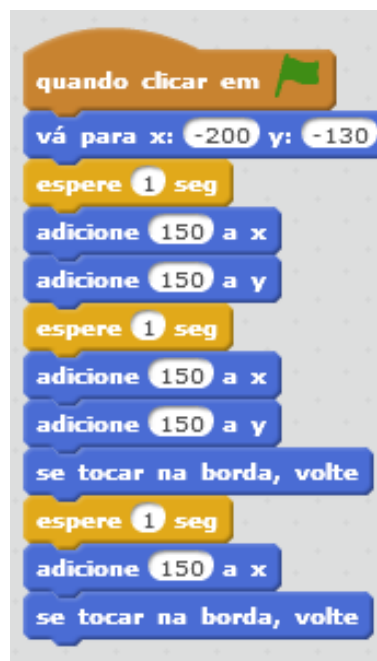 quando clicar em
vá para x: -200 y: -130
espere 1 seg
adicione 150 a x
adicione 150 a y
espere 1 seg
adicione 150 a x
adicione 150 a y
se tocar na borda, volte
espere 1 seg
adicione 150 a x
se tocar na borda, volte